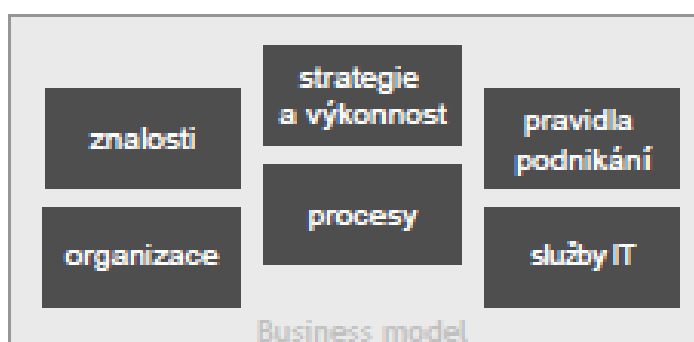 strategie
a výkonnost
znalosti
pravidla
podnikání
procesy
organizace
služby IT
Business model